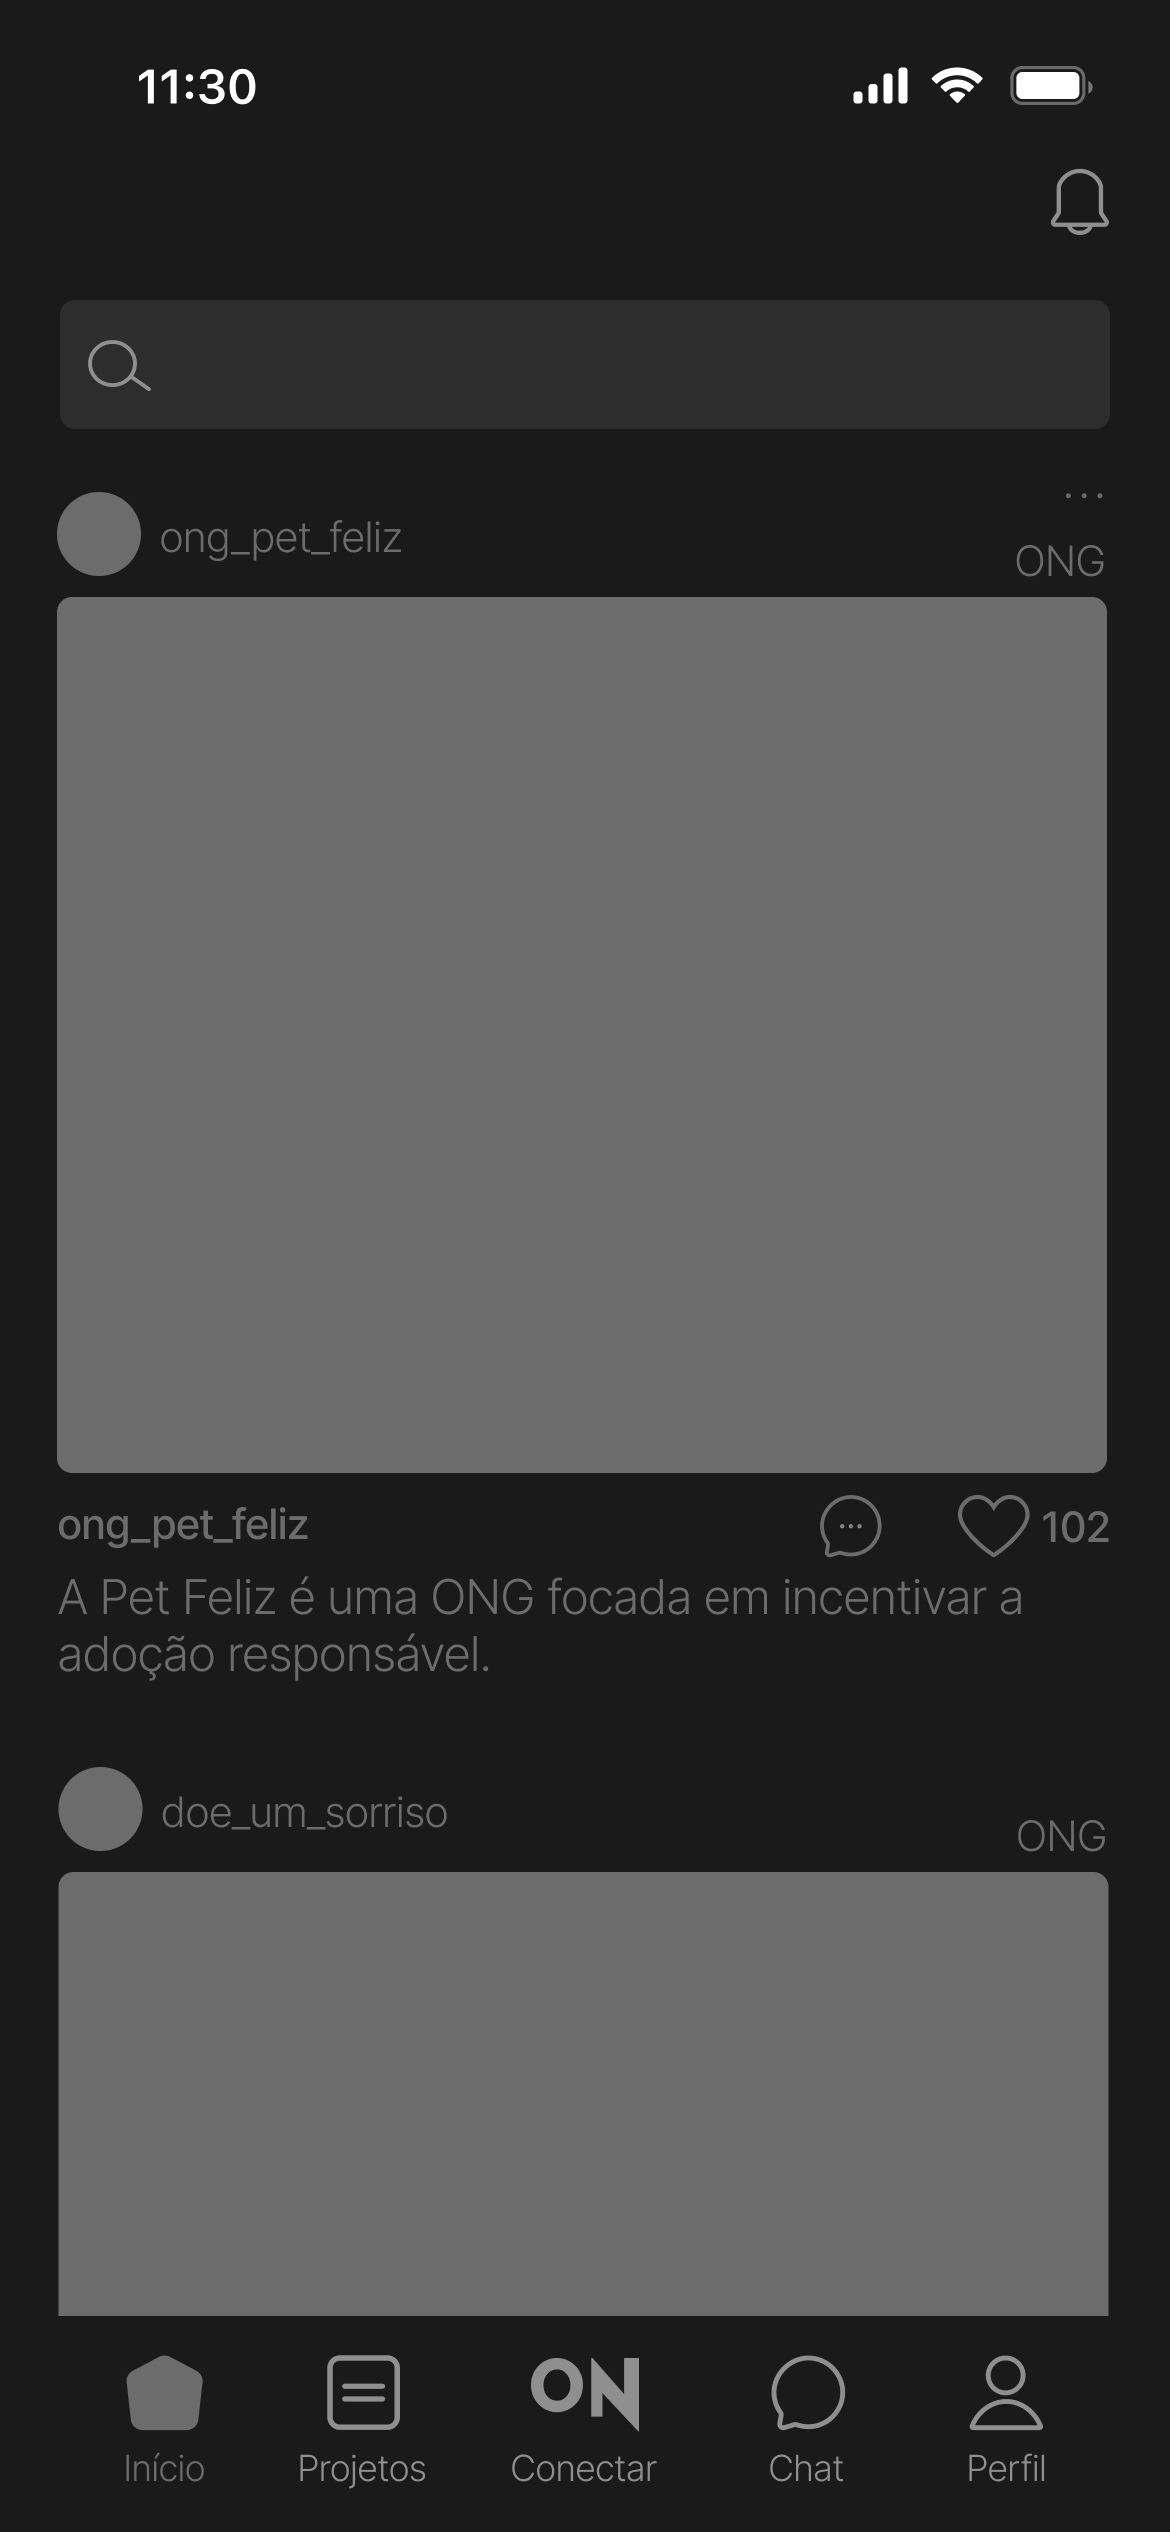 11:30
ong_pet_feliz
...
ONG
ong_pet_feliz
102
A Pet Feliz é uma ONG focada em incentivar a
adoção responsável.
doe_um_sorriso
ONG
ON
Início
Projetos
Conectar
Chat
Perfil